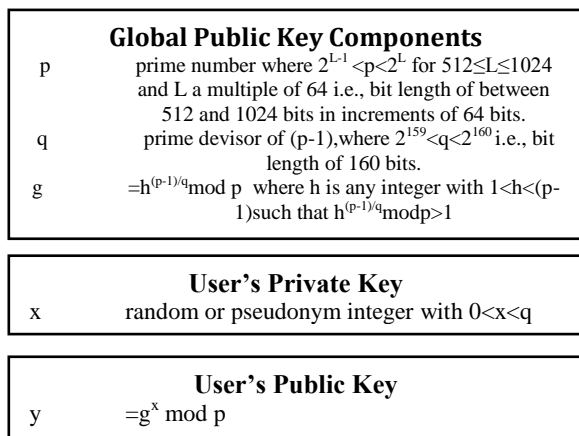 Global Public Key Components
p prime number where 2^{L-1} <p<2^{L} for 512≤L≤1024
and L a multiple of 64 i.e., bit length of between
512 and 1024 bits in increments of 64 bits.
q prime devisor of (p-1),where 2^{159}<q<2^{160} i.e., bit
length of 160 bits.
g =h^{(p-1)/q} mod p where h is any integer with 1<h<(p-
1)such that h^{(p-1)/q} modp>1
User's Private Key
x random or pseudonym integer with 0<x<q
User's Public Key
y =g^{x} mod p